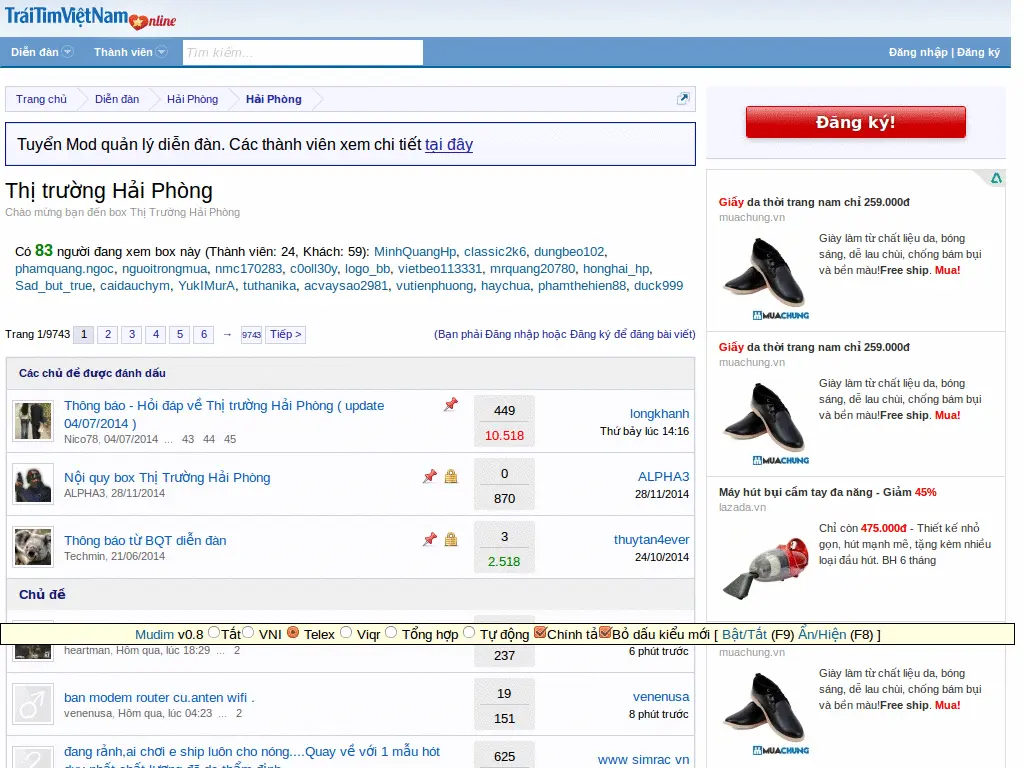 TráiTimViệtNam online
Diễn đàn Thành viên Tìm kiếm... Đăng nhập | Đăng ký
Trang chủ Diễn đàn Hải Phòng Hải Phòng
Tuyển Mod quản lý diễn đàn. Các thành viên xem chi tiết tại đây
Thị trường Hải Phòng
Chào mừng bạn đến box Thị Trường Hải Phòng
Có 83 người đang xem box này (Thành viên: 24, Khách: 59): MinhQuangHp, classic2k6, dungbeo102,
phamquang.ngoc, nguoitrongmua, nmc170283, c0oll30y, logo_bb, vietbeo113331, mrquang20780, honghai_hp,
Sad_but_true, caidauchym, YukIMurA, tuthanika, acvaysao2981, vutienphuong, haychua, phamthehien88, duck999
Trang 1/9743 1 2 3 4 5 6 → 9743 Tiếp > (Bạn phải Đăng nhập hoặc Đăng ký để đăng bài viết)
Các chủ đề được đánh dấu
Thông báo - Hỏi đáp về Thị trường Hải Phòng ( update
04/07/2014 )
Nico78, 04/07/2014 ... 43 44 45
449
10.518
longkhanh
Thứ bảy lúc 14:16
Nội quy box Thị Trường Hải Phòng
ALPHA3, 28/11/2014
0
870
ALPHA3
28/11/2014
Thông báo từ BQT diễn đàn
Techmin, 21/06/2014
3
2.518
thuytan4ever
24/10/2014
Chủ đề
Mudim v0.8 Tắt VNI Telex Viqr Tổng hợp Tự động Chính tả Bỏ dấu kiểu mới [ Bật/Tắt (F9) Ẩn/Hiện (F8) ]
heartman, Hôm qua, lúc 18:29 ... 2
237
6 phút trước
ban modem router cu.anten wifi .
venenusa, Hôm qua, lúc 04:23 ... 2
19
151
venenusa
8 phút trước
đang rảnh,ai chơi e ship luôn cho nóng....Quay về với 1 mẫu hót
625
www simrac vn
Đăng ký!
Giấy da thời trang nam chỉ 259.000đ
muachung.vn
Giày làm từ chất liệu da, bóng
sáng, dễ lau chùi, chống bám bụi
và bền màu!Free ship. Mua!
MUACHUNG
Giấy da thời trang nam chỉ 259.000đ
muachung.vn
Giày làm từ chất liệu da, bóng
sáng, dễ lau chùi, chống bám bụi
và bền màu!Free ship. Mua!
MUACHUNG
Máy hút bụi cầm tay đa năng - Giảm 45%
lazada.vn
Chỉ còn 475.000đ - Thiết kế nhỏ
gọn, hút mạnh mẽ, tặng kèm nhiều
loại đầu hút. BH 6 tháng
muachung.vn
Giày làm từ chất liệu da, bóng
sáng, dễ lau chùi, chống bám bụi
và bền màu!Free ship. Mua!
MUACHUNG